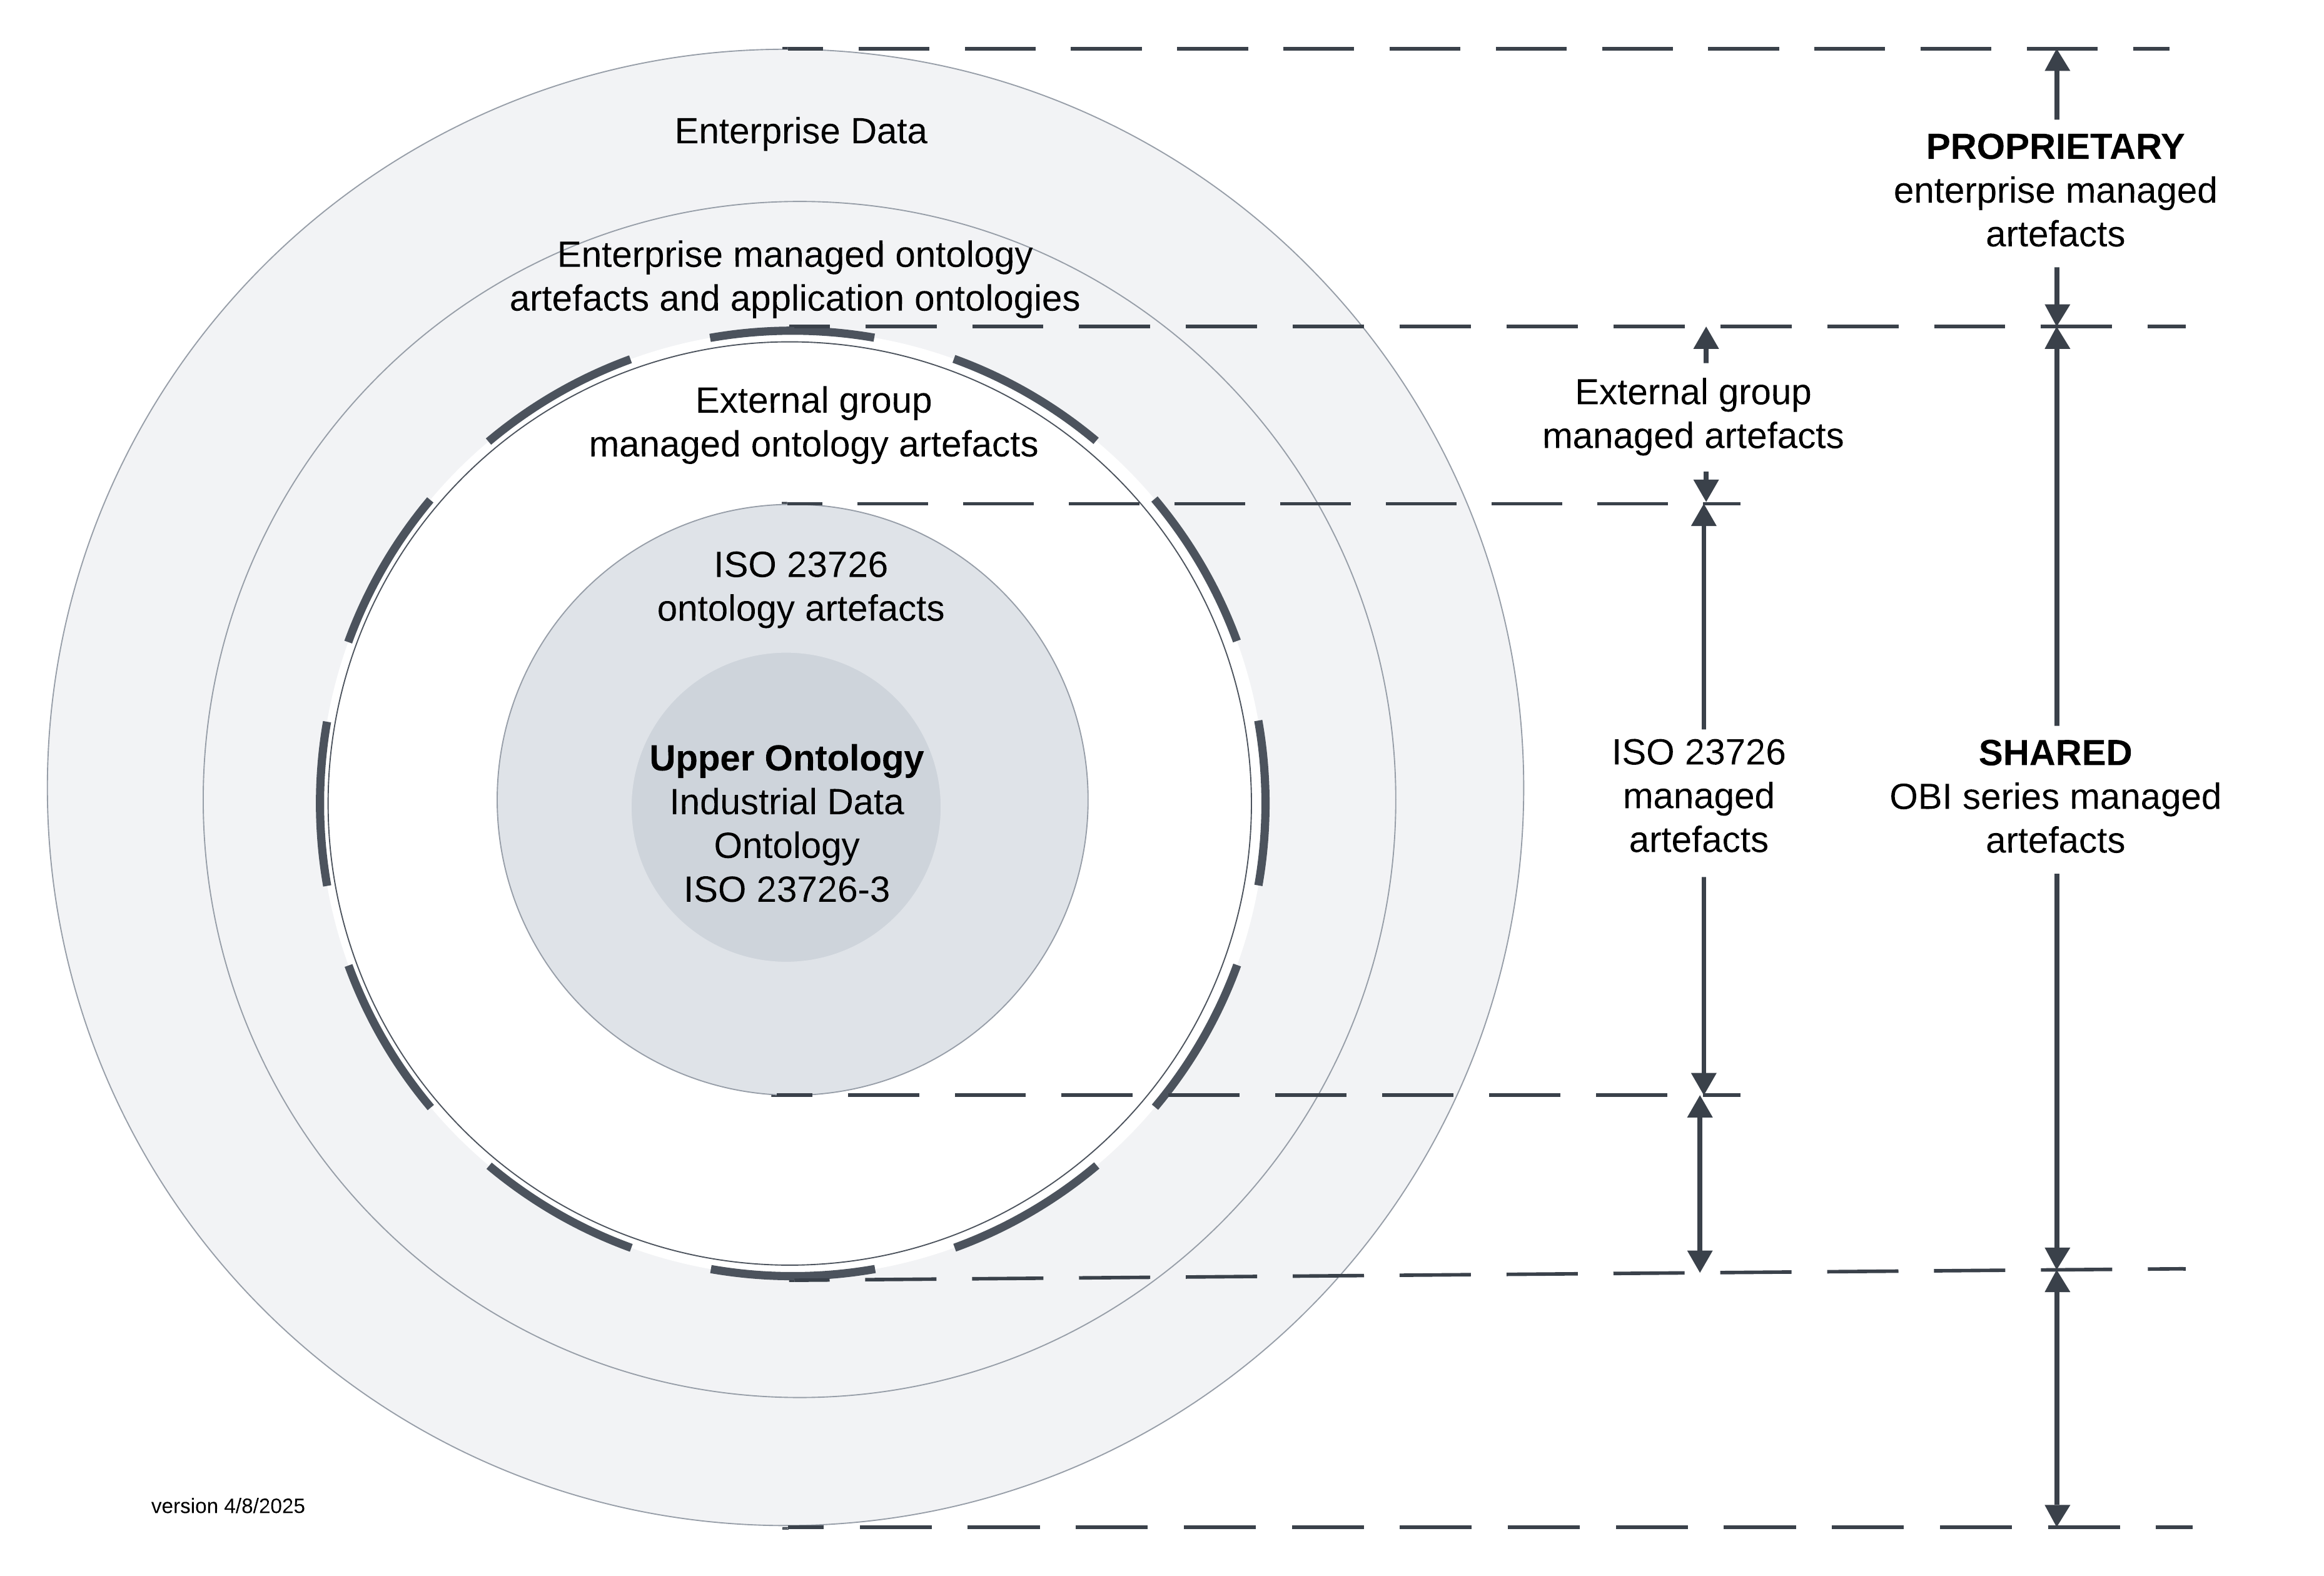 Enterprise Data
Enterprise managed ontology
artefacts and application ontologies
External group
managed ontology artefacts
ISO 23726
ontology artefacts
Upper Ontology
Industrial Data
Ontology
ISO 23726-3
PROPRIETARY
enterprise managed
artefacts
External group
managed artefacts
ISO 23726
managed
artefacts
SHARED
OBI series managed
artefacts
version 4/8/2025